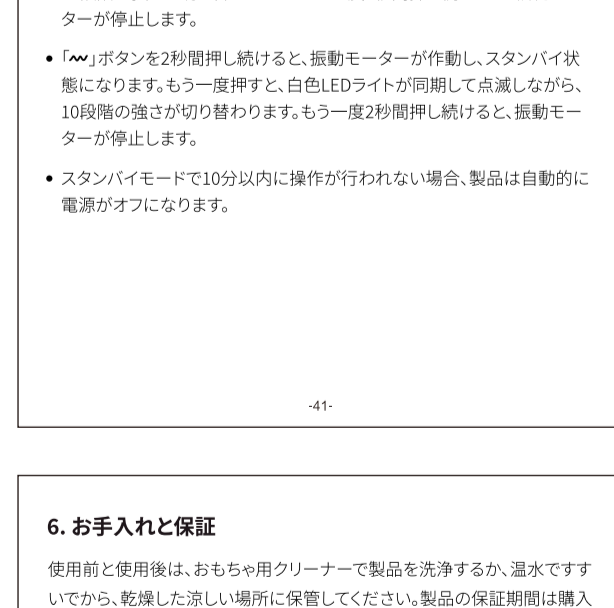 ターが停止します。
• 「〰」ボタンを2秒間押し続けると、振動モーターが作動し、スタンバイ状
態になります。もう一度押すと、白色LEDライトが同期して点滅しながら、
10段階の強さが切り替わります。もう一度2秒間押し続けると、振動モー
ターが停止します。
• スタンバイモードで10分以内に操作が行われない場合、製品は自動的に
電源がオフになります。
-41-
6. お手入れと保証
使用前と使用後は、おもちゃ用クリーナーで製品を洗浄するか、温水ですす
いでから、乾燥した涼しい場所に保管してください。製品の保証期間は購入